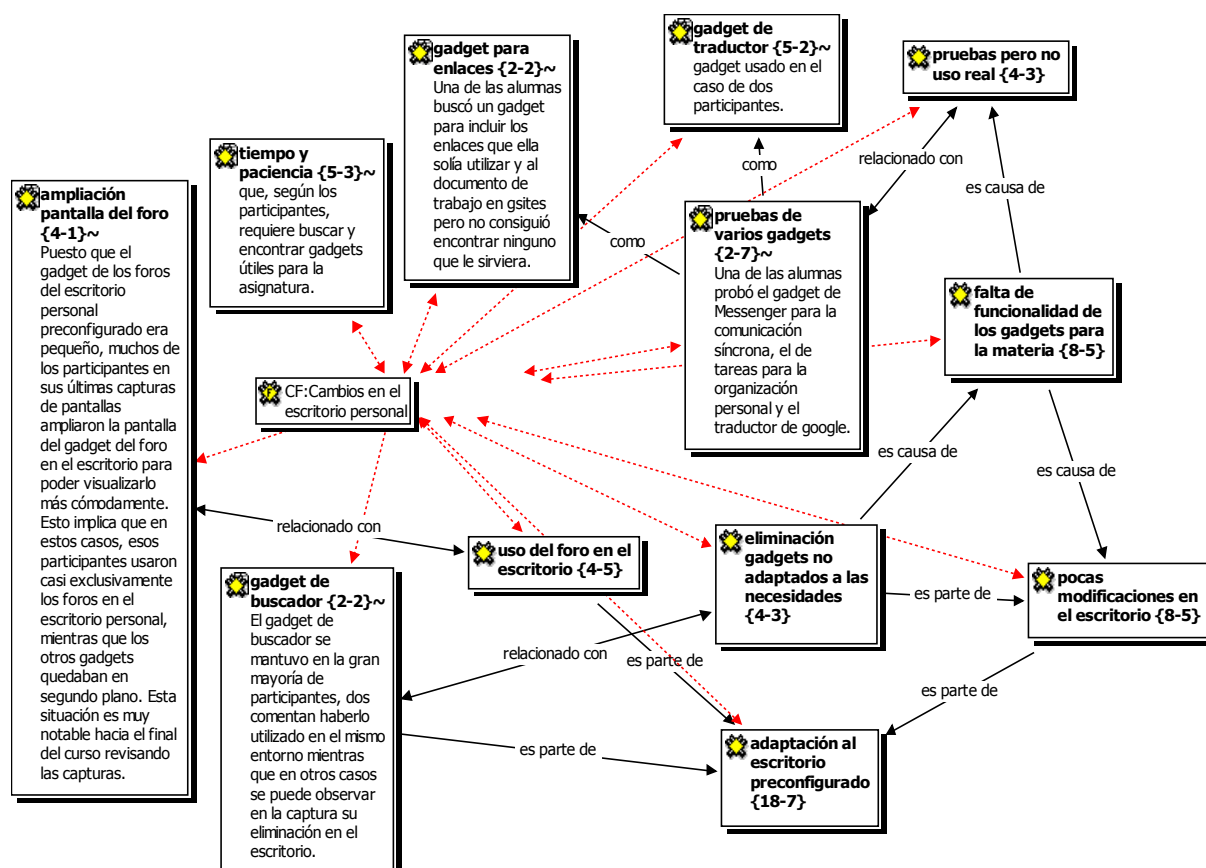 gadget para
enlaces {2-2}~
Una de las alumnas
buscó un gadget
para incluir los
enlaces que ella
solía utilizar y al
documento de
trabajo en gsites
pero no consiguió
encontrar ninguno
que le sirviera.
gadget de
traductor {5-2}~
gadget usado en el
caso de dos
participantes.
pruebas pero no
uso real {4-3}
tiempo y
paciencia {5-3}~
que, según los
participantes,
requiere buscar y
encontrar gadgets
útiles para la
asignatura.
ampliación
pantalla del foro
{4-1}~
Puesto que el
gadget de los foros
del escritorio
personal
preconfigurado era
pequeño, muchos de
los participantes en
sus últimas capturas
de pantallas
ampliaron la pantalla
del gadget del foro
en el escritorio para
poder visualizarlo
más cómodamente.
Esto implica que en
estos casos, esos
participantes usaron
casi exclusivamente
los foros en el
escritorio personal,
mientras que los
otros gadgets
quedaban en
segundo plano. Esta
situación es muy
notable hacia el final
del curso revisando
las capturas.
como
como
relacionado con
es causa de
pruebas de
varios gadgets
{2-7}~
Una de las alumnas
probó el gadget de
Messenger para la
comunicación
síncrona, el de
tareas para la
organización
personal y el
traductor de google.
falta de
funcionalidad de
los gadgets para
la materia {8-5}
F
CF:Cambios en el
escritorio personal
es causa de
es causa de
relacionado con
uso del foro en el
escritorio {4-5}
eliminación
gadgets no
adaptados a las
necesidades
{4-3}
es parte de
pocas
modificaciones en
el escritorio {8-5}
gadget de
buscador {2-2}~
El gadget de
buscador se
mantuvo en la gran
mayoría de
participantes, dos
comentan haberlo
utilizado en el mismo
entorno mientras
que en otros casos
se puede observar
en la captura su
eliminación en el
escritorio.
relacionado con
es parte de
es parte de
es parte de
adaptación al
escritorio
preconfigurado
{18-7}